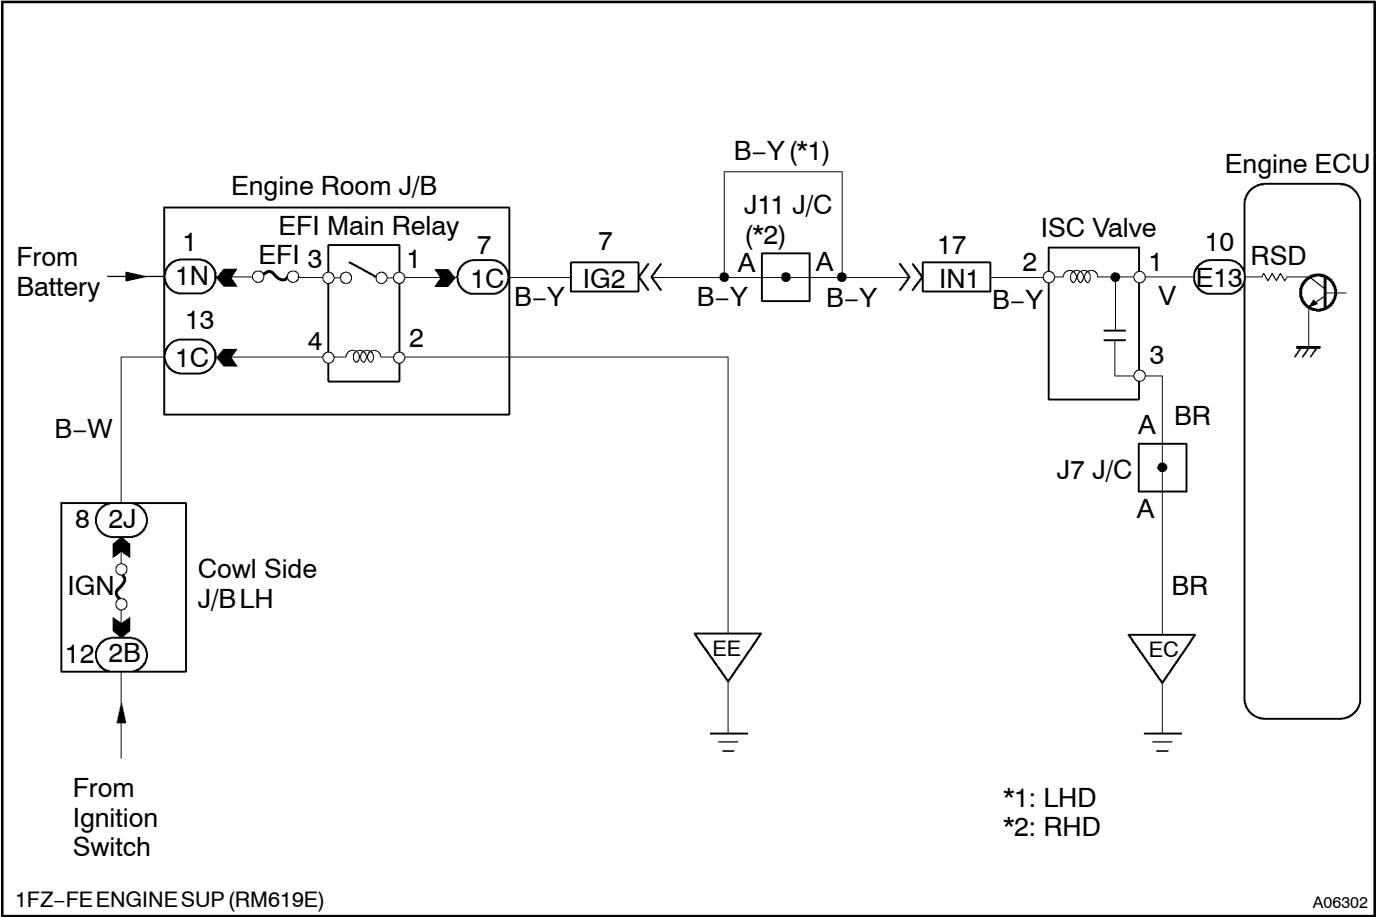 B–Y (*1)
Engine ECU
Engine Room J/B
J11 J/C
(*2)
EFI Main Relay
ISC Valve
From
Battery
1
1N
EFI
3
1
7
1C
B–Y
7
IG2
B–Y
A
A
B–Y
17
IN1
B–Y
2
1
V
10
E13
RSD
13
1C
4
2
3
B–W
A
BR
J7 J/C
A
8
2J
IGN
12
2B
Cowl Side
J/B LH
BR
EE
EC
From
Ignition
Switch
*1: LHD
*2: RHD
1FZ–FE ENGINE SUP (RM619E)
A06302